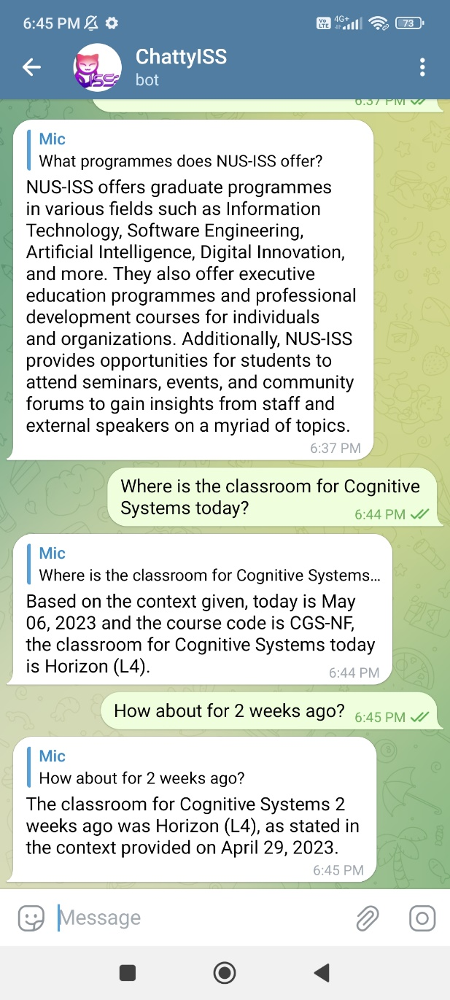 6:45 PM
VoLTE 4G+ 73
ChattyISS
bot
ISS
6:37 PM
Mic
What programmes does NUS-ISS offer?
NUS-ISS offers graduate programmes
in various fields such as Information
Technology, Software Engineering,
Artificial Intelligence, Digital Innovation,
and more. They also offer executive
education programmes and professional
development courses for individuals
and organizations. Additionally, NUS-ISS
provides opportunities for students to
attend seminars, events, and community
forums to gain insights from staff and
external speakers on a myriad of topics.
6:37 PM
Where is the classroom for Cognitive
Systems today?
6:44 PM
Mic
Where is the classroom for Cognitive Systems...
Based on the context given, today is May
06, 2023 and the course code is CGS-NF,
the classroom for Cognitive Systems today
is Horizon (L4).
6:44 PM
How about for 2 weeks ago?
6:45 PM
Mic
How about for 2 weeks ago?
The classroom for Cognitive Systems 2
weeks ago was Horizon (L4), as stated in
the context provided on April 29, 2023.
6:45 PM
Message